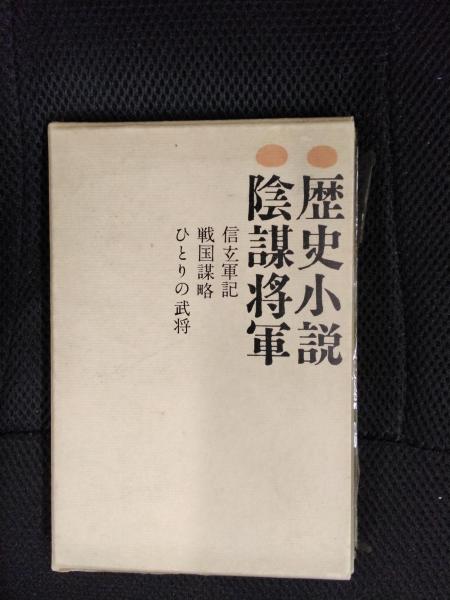 歴史小説
陰謀将軍
信玄軍記
戦国謀略
ひとりの武将